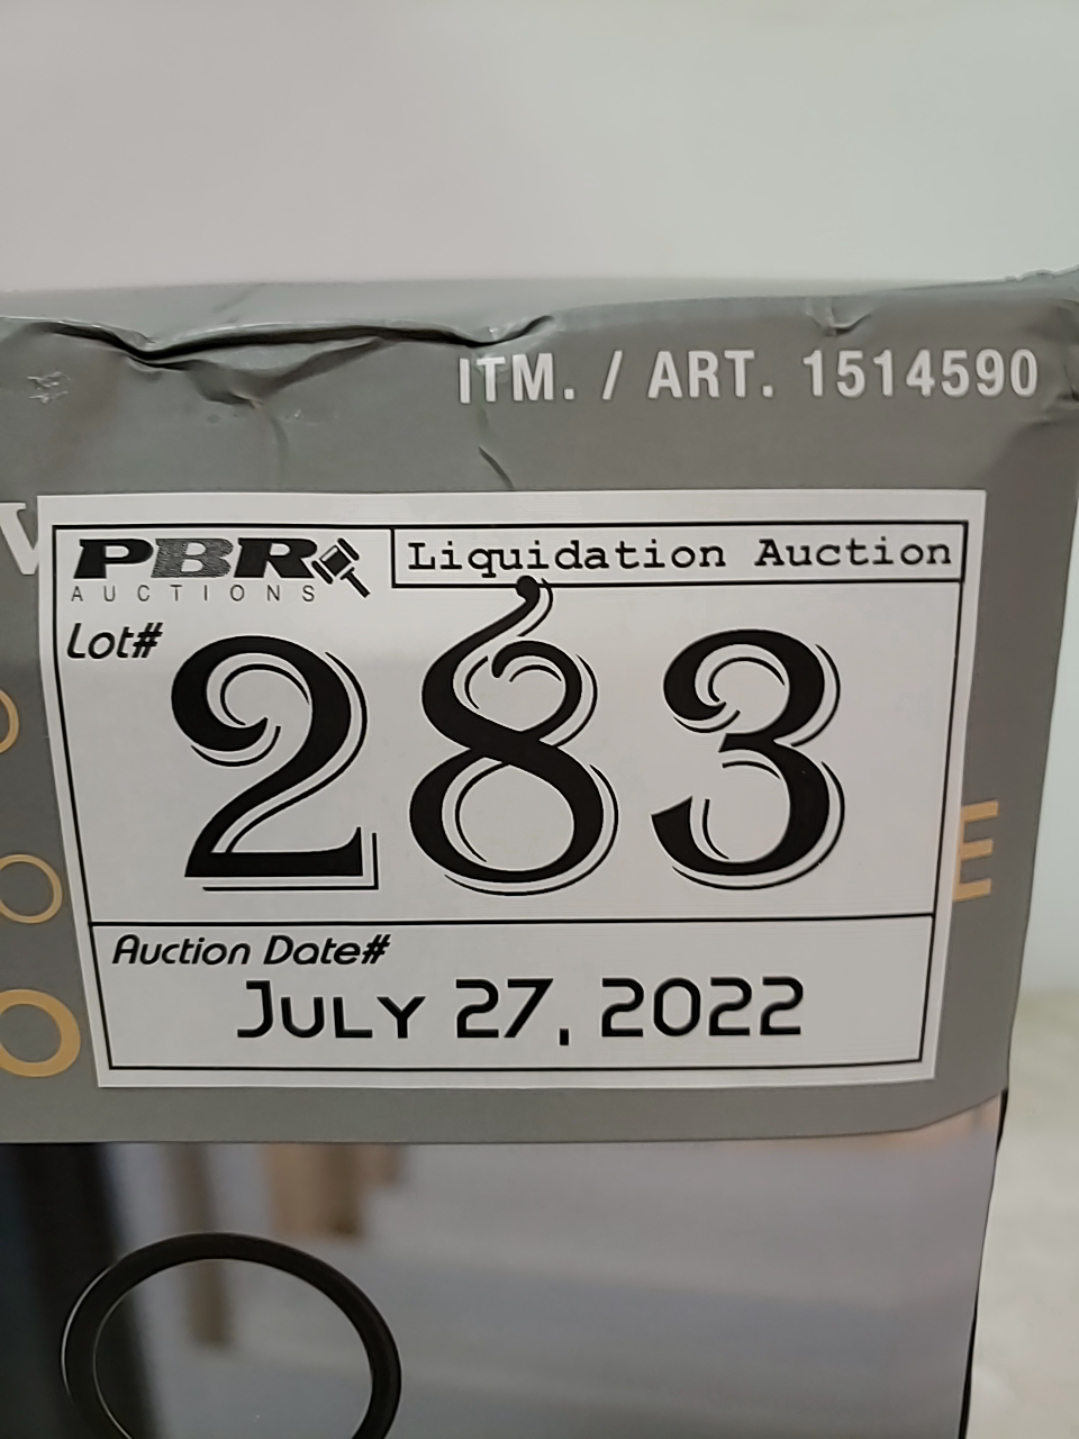 ITM. / ART. 1514590
PBR
AUCTIONS
Liquidation Auction
Lot#
283
E
Auction Date#
JULY 27, 2022